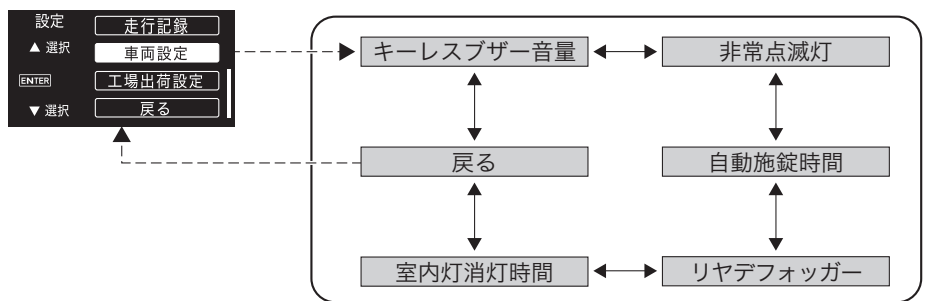 設定
走行記録
▲ 選択
車両設定
ENTER
工場出荷設定
▼ 選択
戻る
キーレスブザー音量
非常点滅灯
戻る
自動施錠時間
室内灯消灯時間
リヤデフォッガー